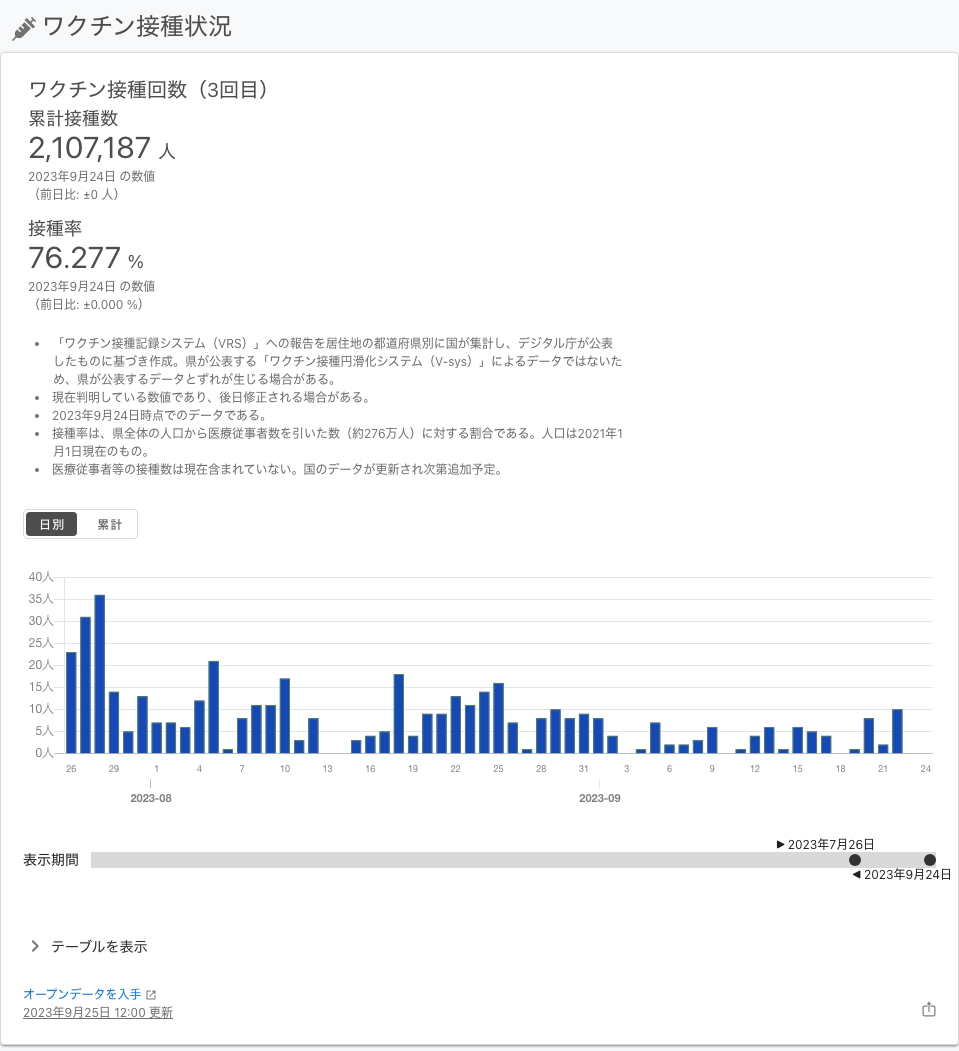 ワクチン接種状況
ワクチン接種回数（3回目）
累計接種数
2,107,187 人
2023年9月24日 の数値
（前日比: ±0 人）
接種率
76.277 %
2023年9月24日 の数値
（前日比: ±0.000 %）
• 「ワクチン接種記録システム（VRS）」への報告を居住地の都道府県別に国が集計し、デジタル庁が公表
したものに基づき作成。県が公表する「ワクチン接種円滑化システム（V-sys）」によるデータではないた
め、県が公表するデータとずれが生じる場合がある。
• 現在判明している数値であり、後日修正される場合がある。
• 2023年9月24日時点でのデータである。
• 接種率は、県全体の人口から医療従事者数を引いた数（約276万人）に対する割合である。人口は2021年1
月1日現在のもの。
• 医療従事者等の接種数は現在含まれていない。国のデータが更新され次第追加予定。
日別 累計
40人
35人
30人
25人
20人
15人
10人
5人
0人
26 29 1 4 7 10 13 16 19 22 25 28 31 3 6 9 12 15 18 21 24
2023-08 2023-09
▶ 2023年7月26日
表示期間
◀ 2023年9月24日
テーブルを表示
オープンデータを入手
2023年9月25日 12:00 更新